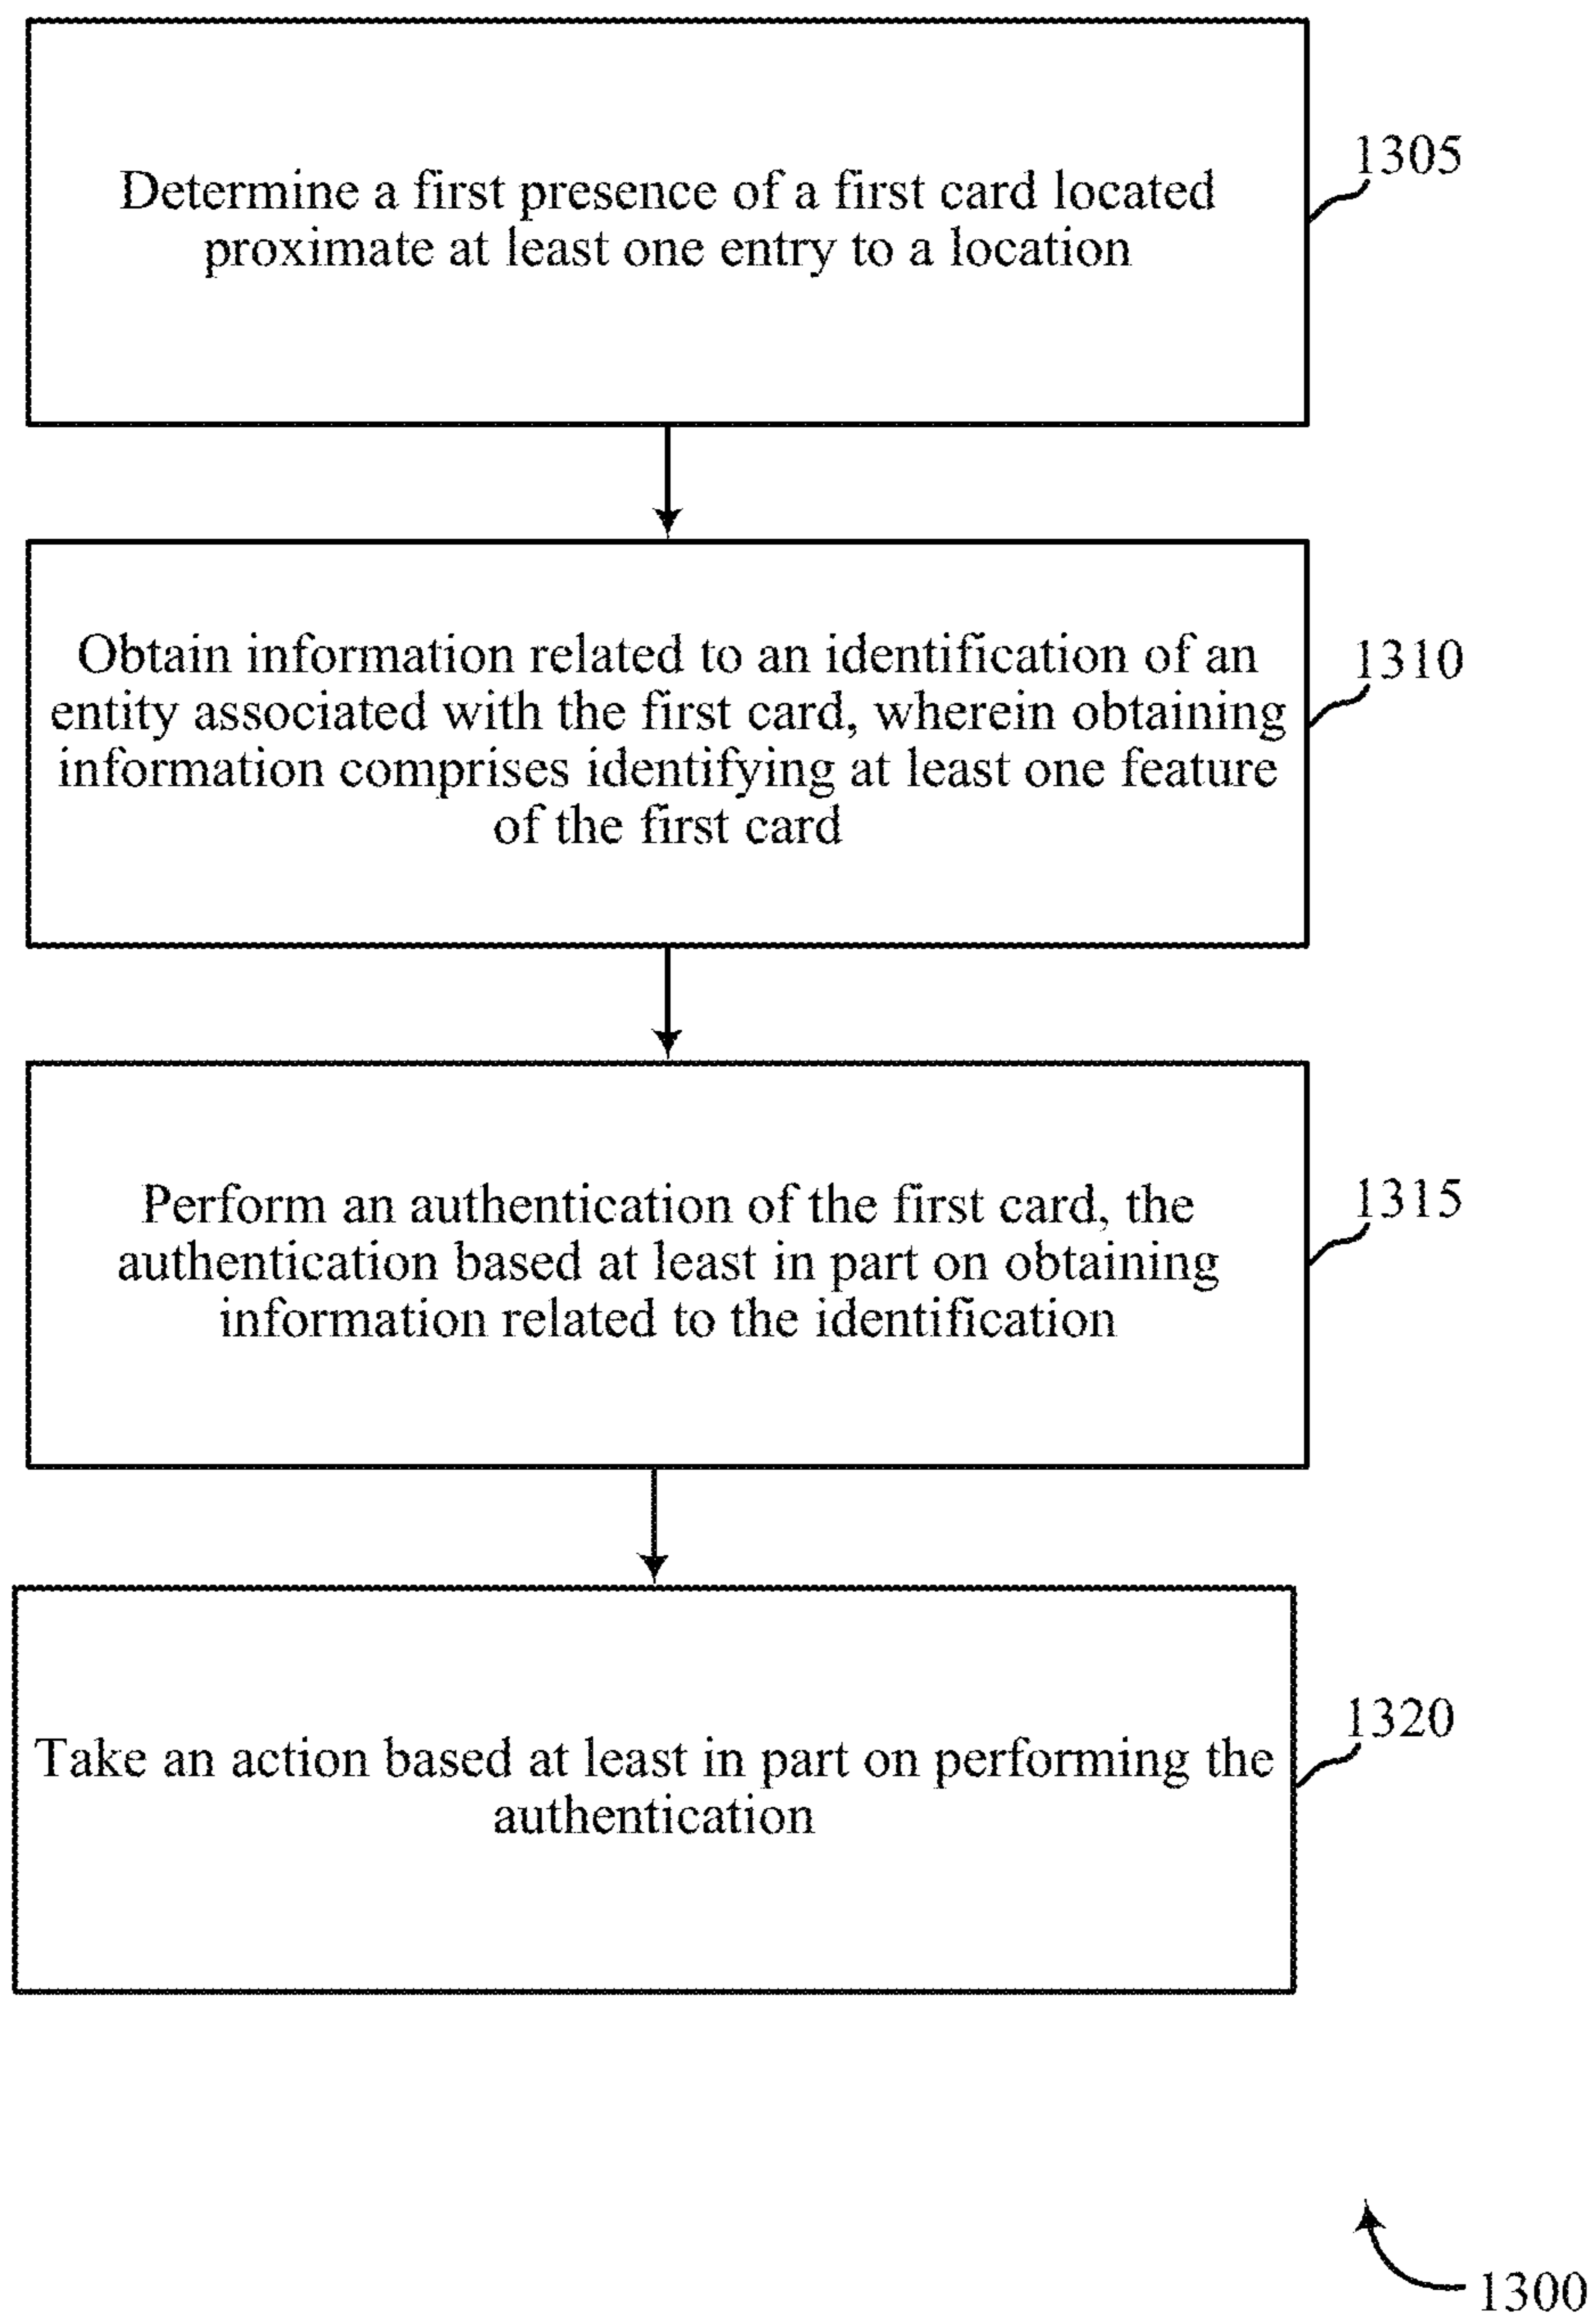 Determine a first presence of a first card located
proximate at least one entry to a location
1305
Obtain information related to an identification of an
entity associated with the first card, wherein obtaining
information comprises identifying at least one feature
of the first card
1310
Perform an authentication of the first card, the
authentication based at least in part on obtaining
information related to the identification
1315
Take an action based at least in part on performing the
authentication
1320
1300